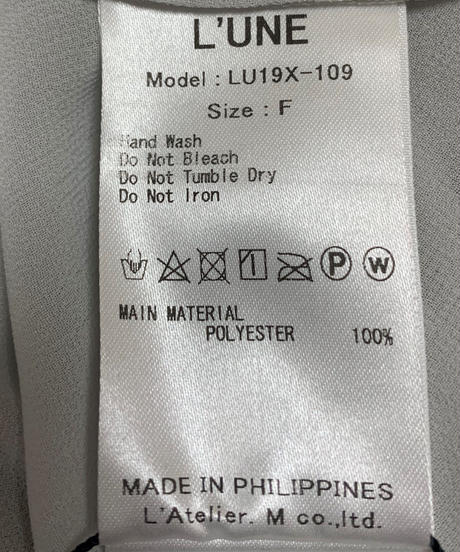 L'UNE
Model : LU19X-109
Size : F
Hand Wash
Do Not Bleach
Do Not Tumble Dry
Do Not Iron
P W
MAIN MATERIAL
POLYESTER 100%
MADE IN PHILIPPINES
L'Atelier. M co.,ltd.